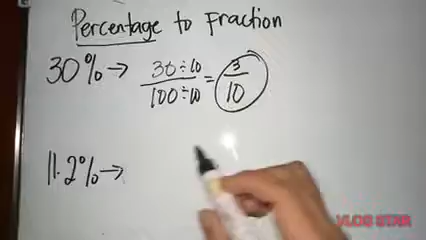 Percentage to Fraction
30% → 30÷10/100÷10 = 3/10
11.2% →
VLOG STAR